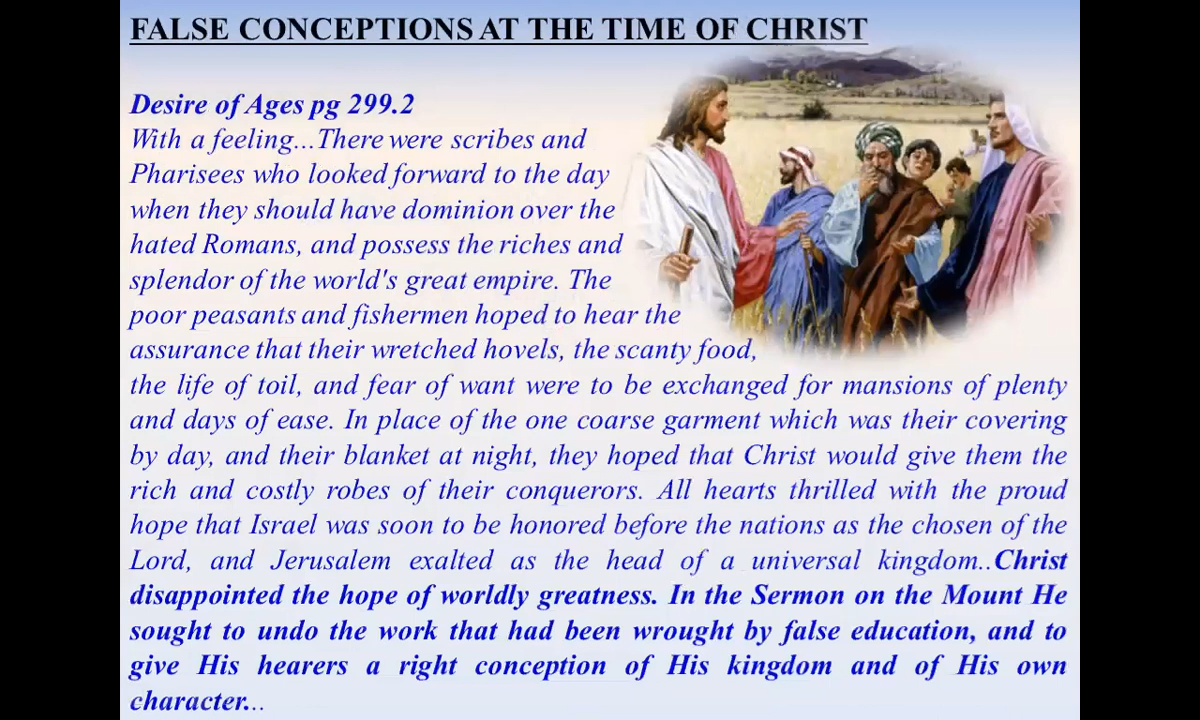 FALSE CONCEPTIONS AT THE TIME OF CHRIST
Desire of Ages pg 299.2
With a feeling...There were scribes and
Pharisees who looked forward to the day
when they should have dominion over the
hated Romans, and possess the riches and
splendor of the world's great empire. The
poor peasants and fishermen hoped to hear the
assurance that their wretched hovels, the scanty food,
the life of toil, and fear of want were to be exchanged for mansions of plenty
and days of ease. In place of the one coarse garment which was their covering
by day, and their blanket at night, they hoped that Christ would give them the
rich and costly robes of their conquerors. All hearts thrilled with the proud
hope that Israel was soon to be honored before the nations as the chosen of the
Lord, and Jerusalem exalted as the head of a universal kingdom..Christ
disappointed the hope of worldly greatness. In the Sermon on the Mount He
sought to undo the work that had been wrought by false education, and to
give His hearers a right conception of His kingdom and of His own
character...